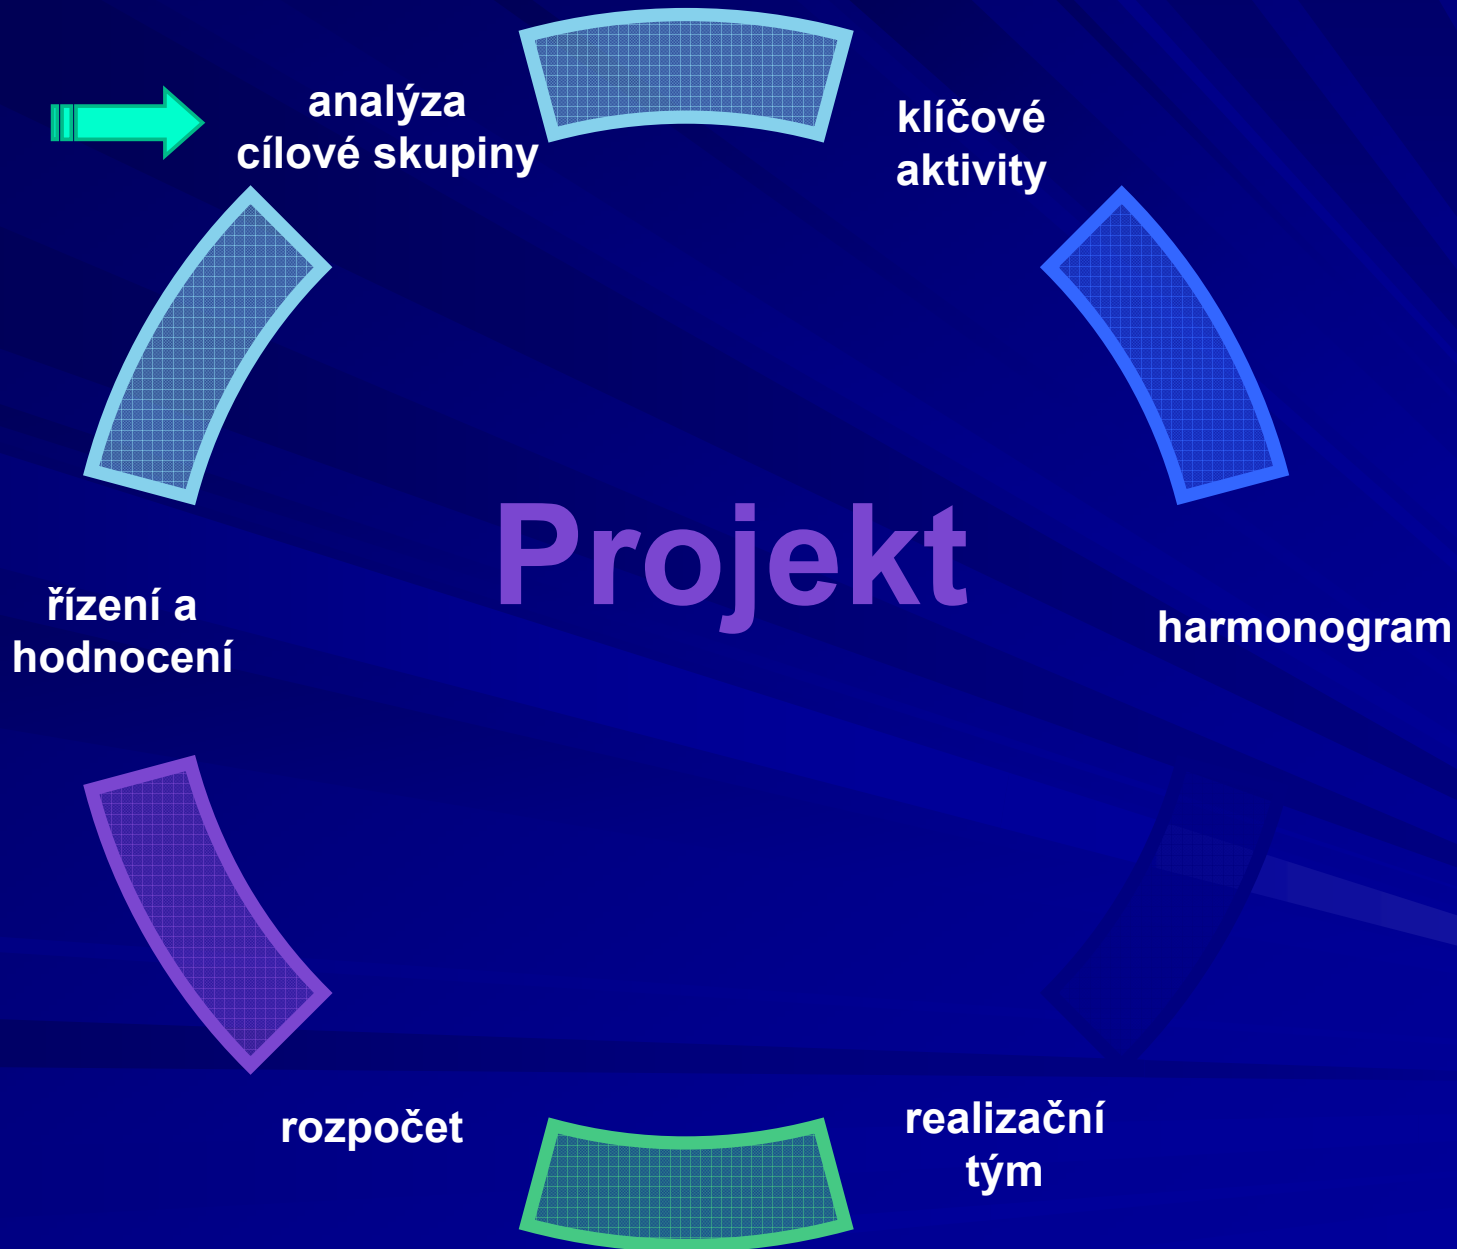 analýza
cílové skupiny
klíčové
aktivity
Projekt
řízení a
hodnocení
harmonogram
rozpočet
realizační
tým